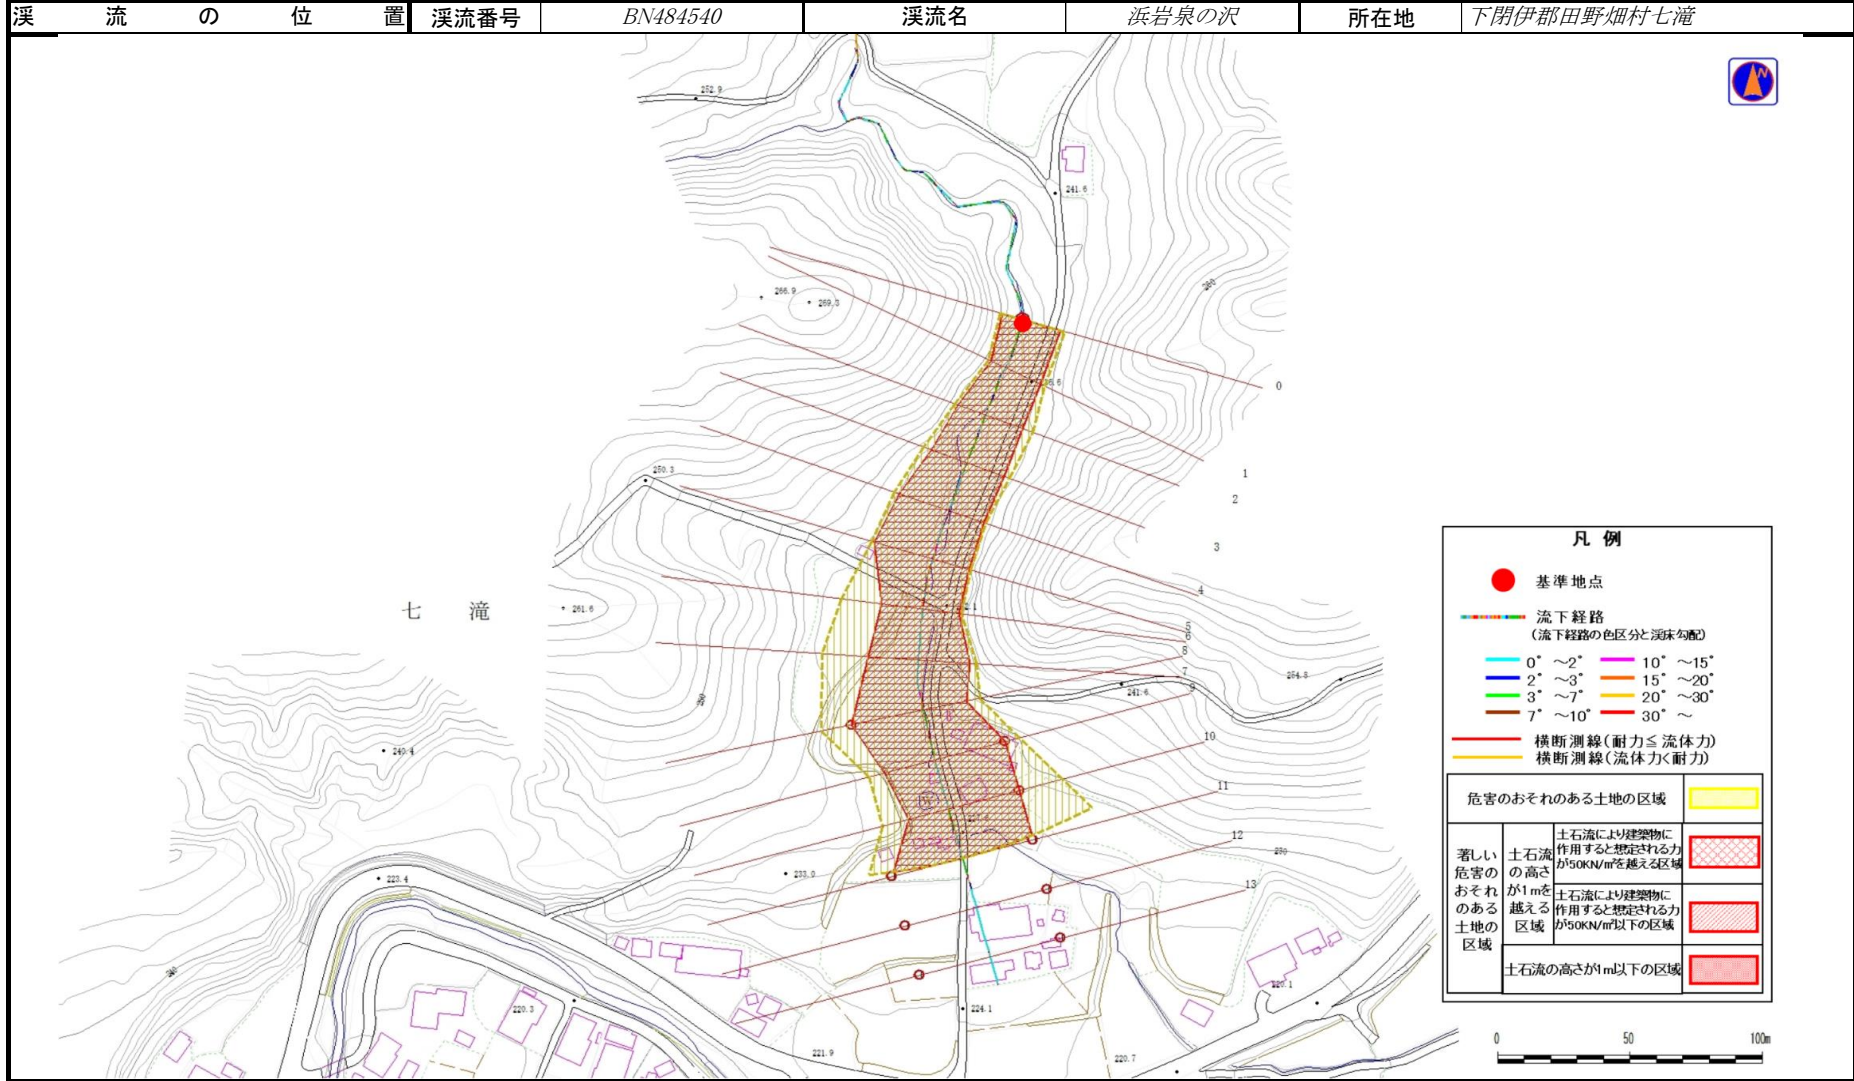 渓流の位置 渓流番号 BN484540 渓流名 浜岩泉の沢 所在地 下閉伊郡田野畑村七滝
N
252.9
241.6
266.9
269.3
260
0
250.3
1
2
3
4
5
6
8
7
9
七滝
261.6
254.8
241.6
10
240.4
11
12
250
13
223.4
233.0
220.3
220.1
224.1
221.9
220.7
凡例
基準地点
流下経路
(流下経路の色区分と渓床勾配)
0°～2° 10°～15°
2°～3° 15°～20°
3°～7° 20°～30°
7°～10° 30°～
横断測線(耐力≦流体力)
横断測線(流体力<耐力)
危害のおそれのある土地の区域
著しい
危害の
おそれ
のある
土地の
区域
土石流
の高さ
が1mを
越える
区域
土石流により建築物に
作用すると想定される力
が50KN/㎡を越える区域
土石流により建築物に
作用すると想定される力
が50KN/㎡以下の区域
土石流の高さが1m以下の区域
0 50 100m